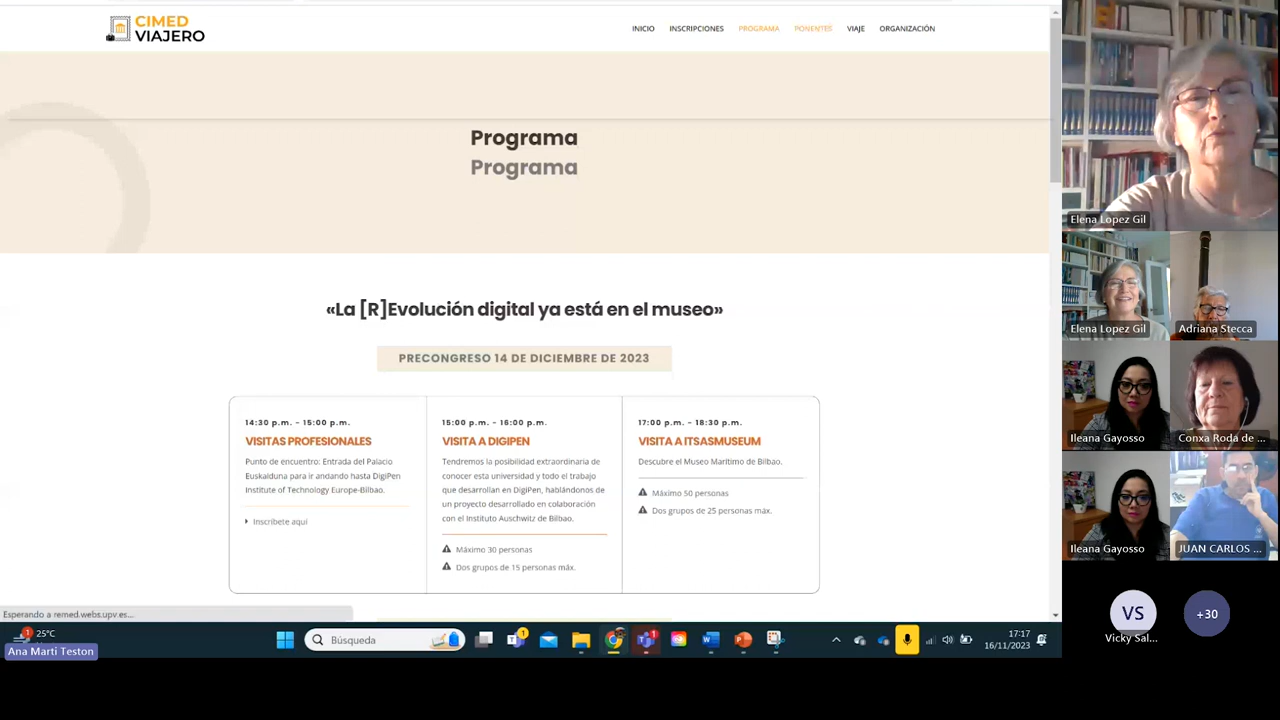 CIMED
VIAJERO
INICIO
INSCRIPCIONES
PROGRAMA
PONENTES
VIAJE
ORGANIZACIÓN
Programa
Programa
«La [R]Evolución digital ya está en el museo»
PRECONGRESO 14 DE DICIEMBRE DE 2023
14:30 p.m. - 15:00 p.m.
VISITAS PROFESIONALES
Punto de encuentro: Entrada del Palacio
Euskalduna para ir andando hasta DigiPen
Institute of Technology Europe-Bilbao.
Inscríbete aquí
15:00 p.m. - 16:00 p.m.
VISITA A DIGIPEN
Tendremos la posibilidad extraordinaria de
conocer esta universidad y todo el trabajo
que desarrollan en DigiPen, hablándonos de
un proyecto desarrollado en colaboración
con el Instituto Auschwitz de Bilbao.
Máximo 30 personas
Dos grupos de 15 personas máx.
17:00 p.m. - 18:30 p.m.
VISITA A ITSASMUSEUM
Descubre el Museo Marítimo de Bilbao.
Máximo 50 personas
Dos grupos de 25 personas máx.
Esperando a remed.webs.upv.es...
1
25°C
Búsqueda
1
1
17:17
16/11/2023
Ana Marti Teston
Elena Lopez Gil
Elena Lopez Gil
Adriana Stecca
Ileana Gayosso
Conxa Roda de ...
Ileana Gayosso
JUAN CARLOS ...
VS
Vicky Sal...
+30